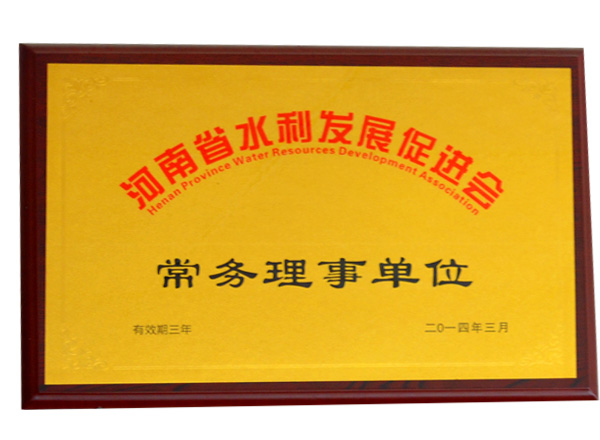 河南省水利发展促进会
Henan Province Water Resources Development Association
常务理事单位
有效期三年
二0一四年三月